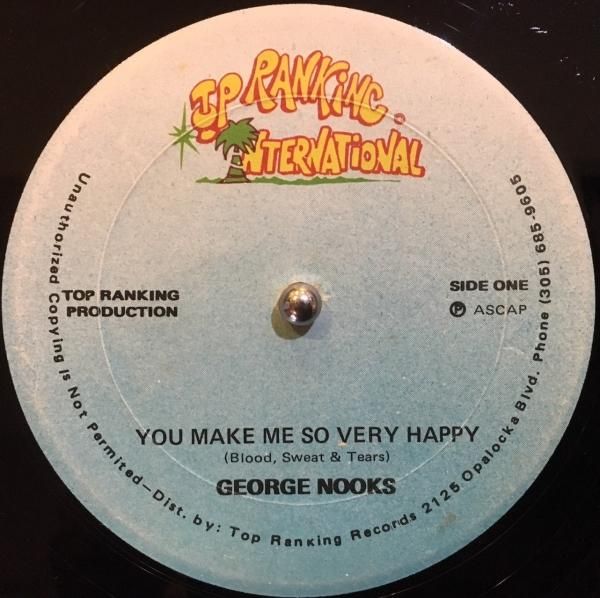 TOP RANKING
INTERNATIONAL
TOP RANKING
PRODUCTION
SIDE ONE
Ⓟ ASCAP
YOU MAKE ME SO VERY HAPPY
(Blood, Sweat & Tears)
GEORGE NOOKS
Unauthorized Copying Is Not Permited—Dist. by: Top Ranking Records 2125 Opalocka Blvd. Phone (305) 685-9605